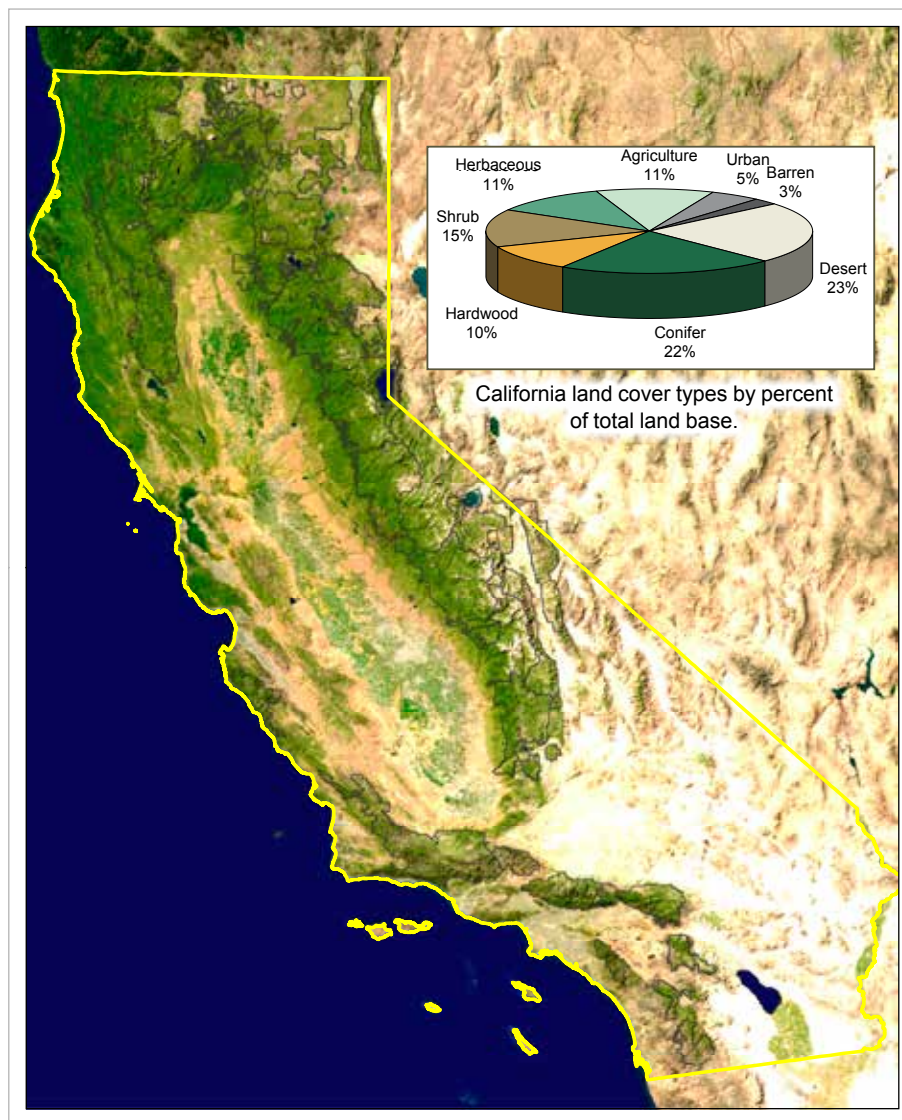 Herbaceous
11%
Agriculture
11%
Urban
5%
Barren
3%
Shrub
15%
Desert
23%
Hardwood
10%
Conifer
22%
California land cover types by percent
of total land base.